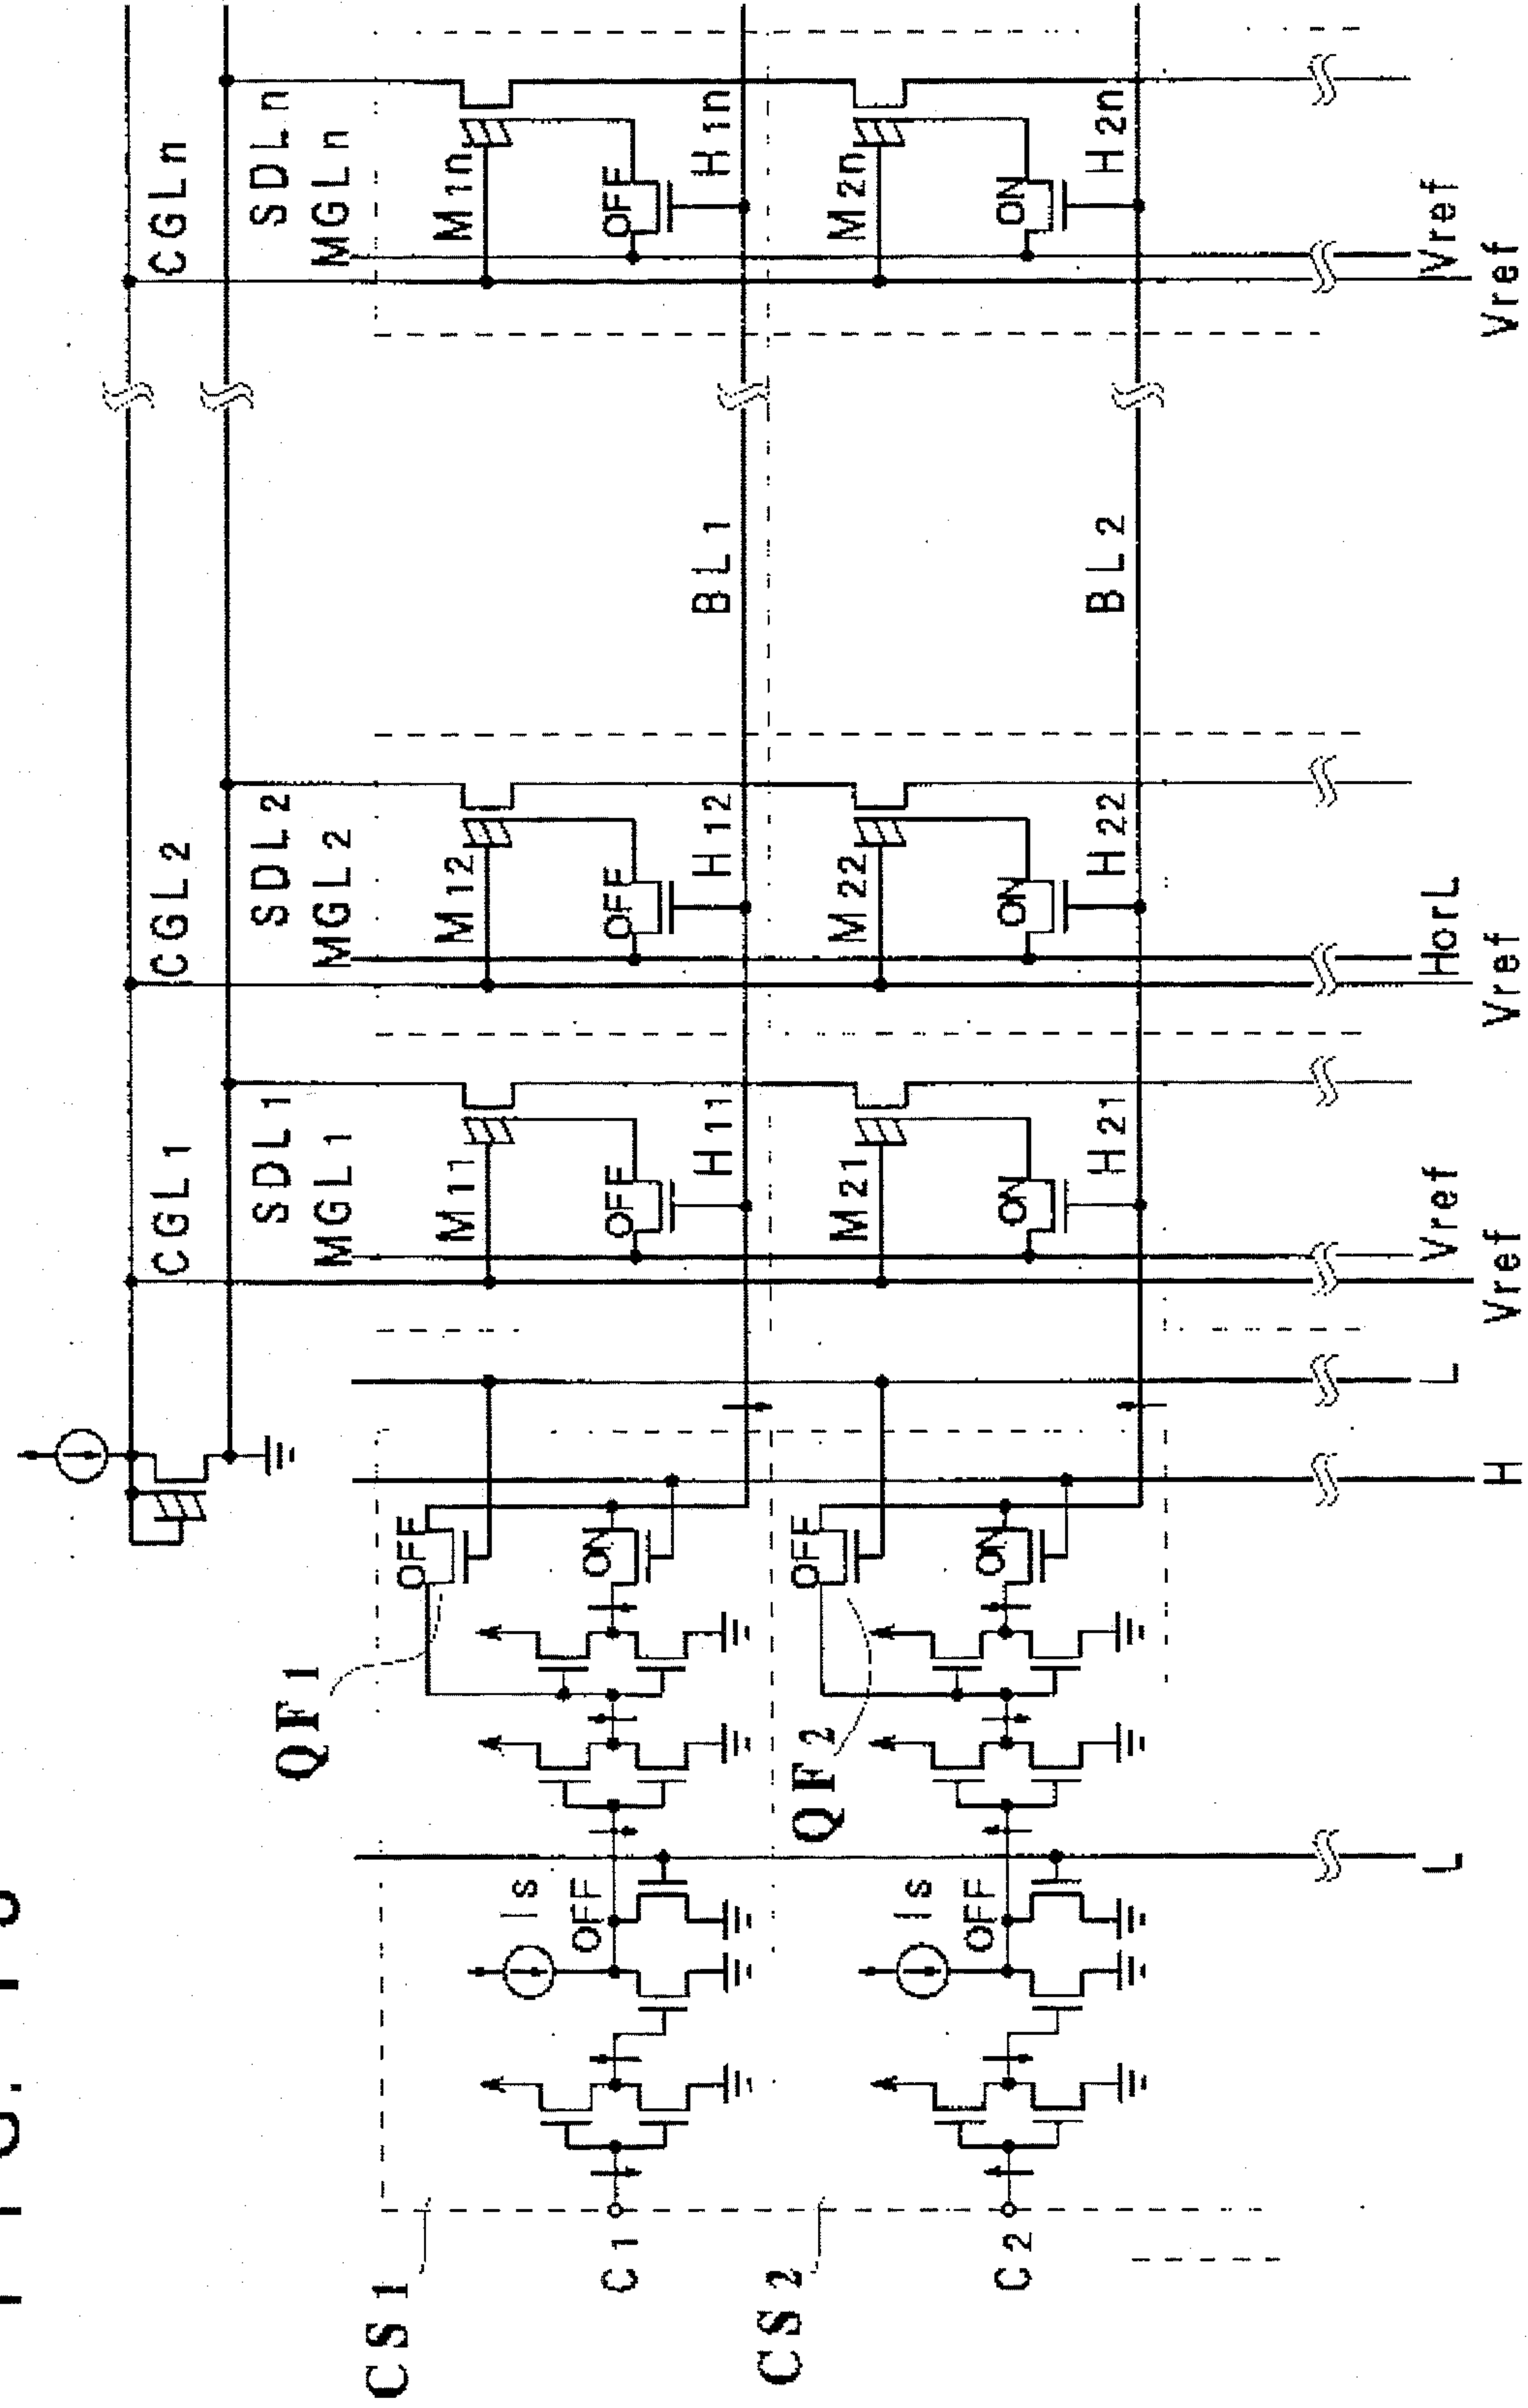 CGL1
CGL2
CGLn
SDL1
SDL2
SDLn
QF1
MGL1
MGL2
MGLn
CS1
OFF
M11
M12
M1n
Is
OFF
ON
C1
OFF
OFF
OFF
H11
H12
BL1
H1n
CS2
QF2
OFF
M21
M22
M2n
Is
OFF
ON
C2
ON
ON
ON
H21
H22
BL2
H2n
L
L
Vref
HorL
Vref
H
Vref
Vref
Vref